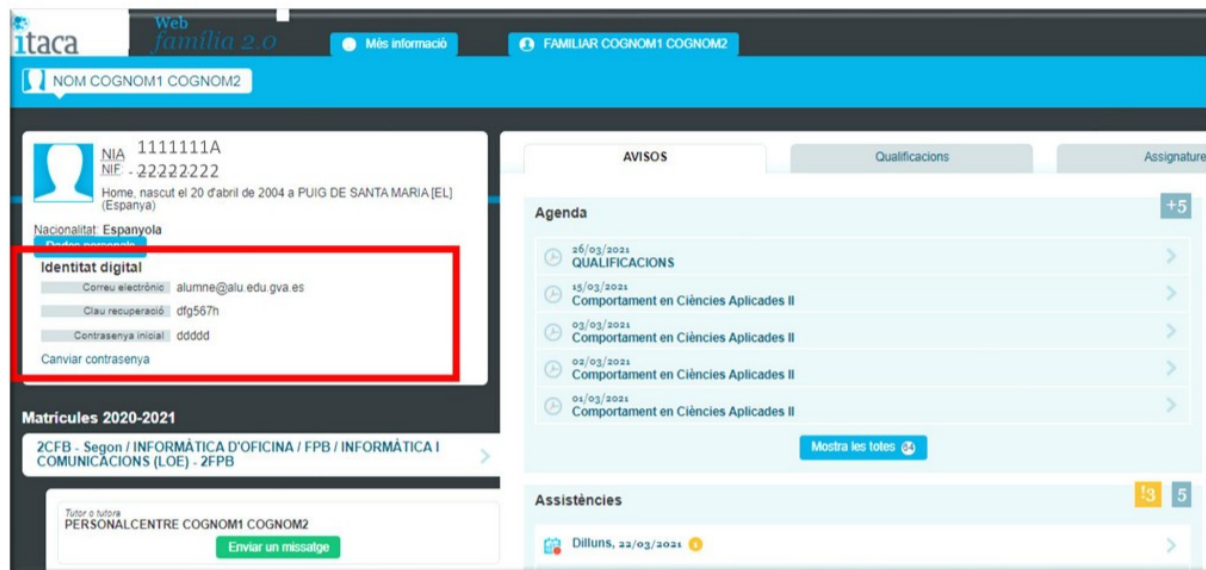 itaca
Web
família 2.0
Més informació
FAMILIAR COGNOM1 COGNOM2
NOM COGNOM1 COGNOM2
NIA 1111111A
NIF: - 22222222
Home, nascut el 20 d'abril de 2004 a PUIG DE SANTA MARIA [EL]
(Espanya)
Nacionalitat: Espanyola
Dades personals
Identitat digital
Correu electrònic alumne@alu.edu.gva.es
Clau recuperació dfg567h
Contrasenya inicial ddddd
Canviar contrasenya
Matrícules 2020-2021
2CFB - Segon / INFORMÀTICA D'OFICINA / FPB / INFORMÀTICA I
COMUNICACIONS (LOE) - 2FPB
Tutor o tutora
PERSONALCENTRE COGNOM1 COGNOM2
Enviar un missatge
AVISOS
Qualificacions
Assignature
Agenda
+5
26/03/2021
QUALIFICACIONS
15/03/2021
Comportament en Ciències Aplicades II
03/03/2021
Comportament en Ciències Aplicades II
02/03/2021
Comportament en Ciències Aplicades II
01/03/2021
Comportament en Ciències Aplicades II
Mostra les totes 64
Assistències
!3 5
Dilluns, 22/03/2021 1